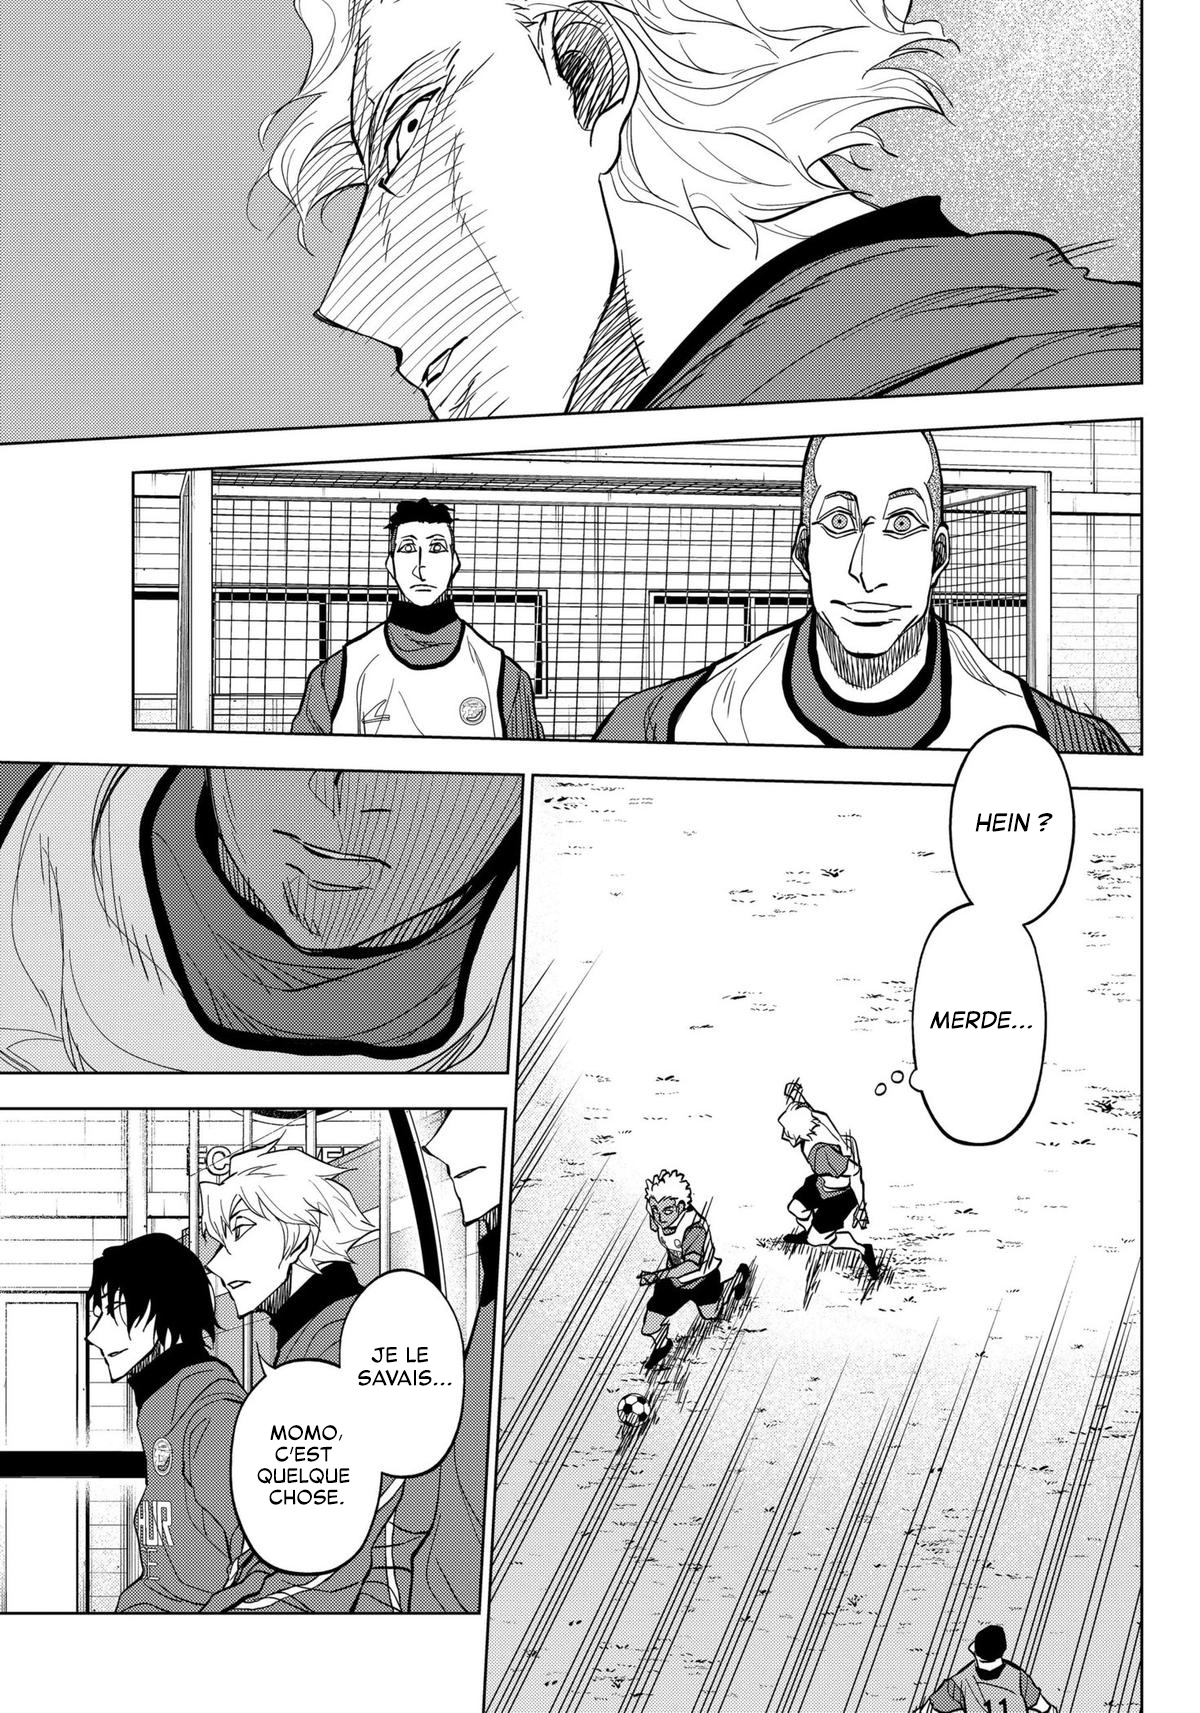 HEIN ?
MERDE...
JE LE
SAVAIS...
MOMO,
C'EST
QUELQUE
CHOSE.
11